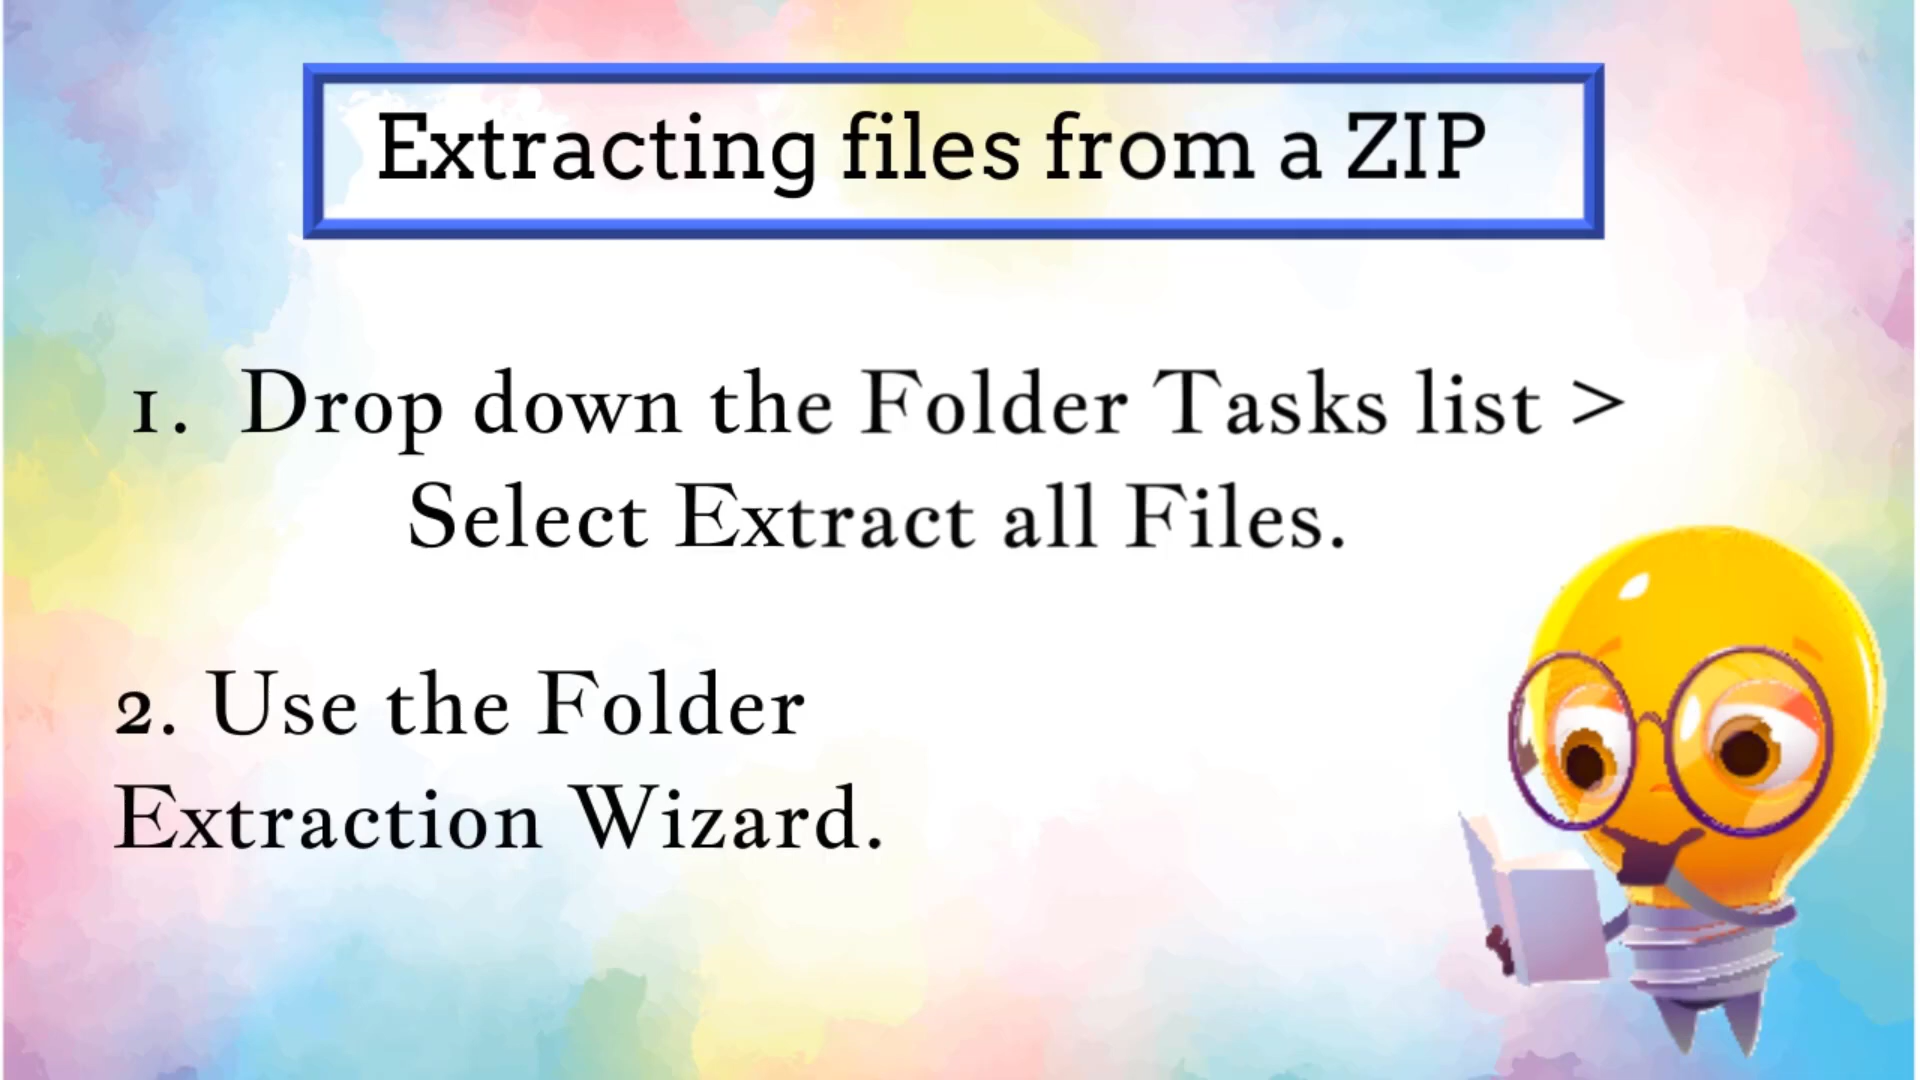 Extracting files from a ZIP
1. Drop down the Folder Tasks list >
Select Extract all Files.
2. Use the Folder
Extraction Wizard.